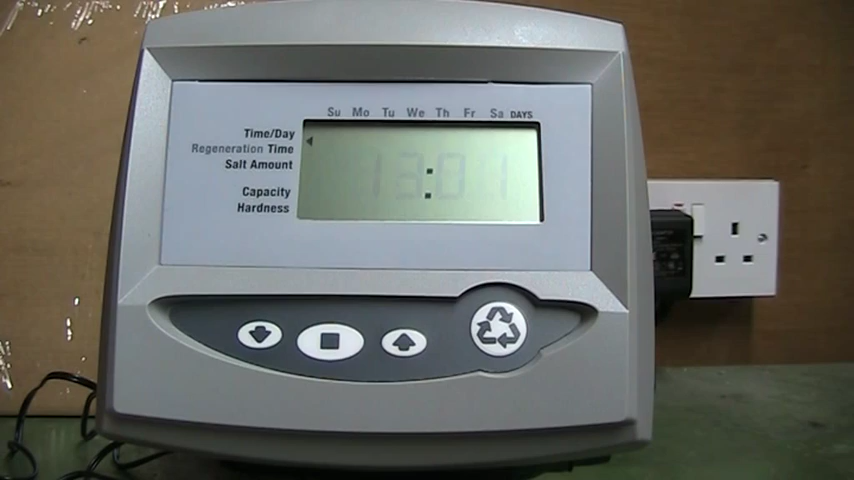 Su Mo Tu We Th Fr Sa DAYS
Time/Day
Regeneration Time
Salt Amount
Capacity
Hardness
13:01